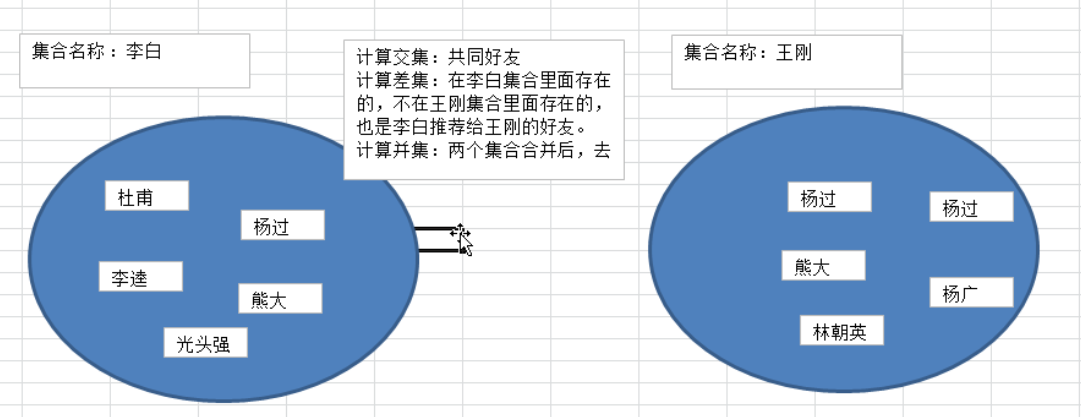 集合名称：李白
计算交集：共同好友
计算差集：在李白集合里面存在
的，不在王刚集合里面存在的，
也是李白推荐给王刚的好友。
计算并集：两个集合合并后，去
集合名称：王刚
杜甫
杨过
李逵
熊大
光头强
杨过
杨过
熊大
杨广
林朝英